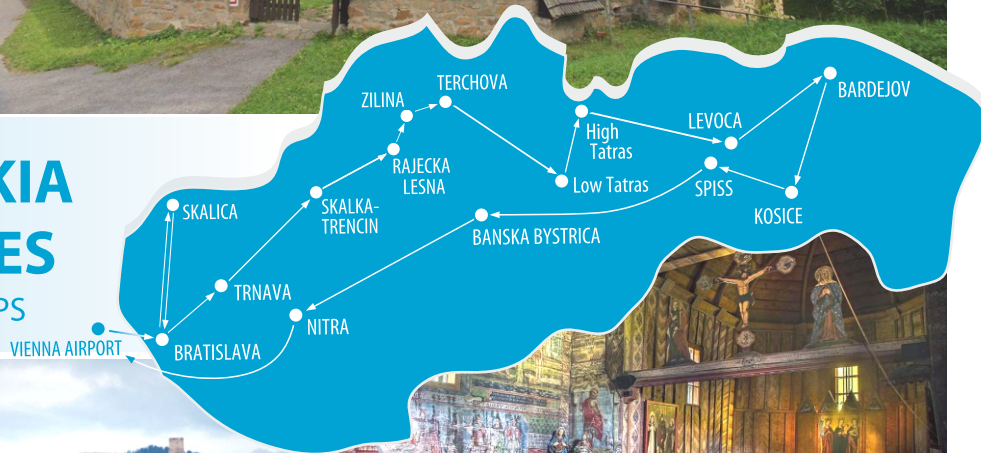 KIA
ES
PS
TERCHOVA
ZILINA
BARDEJOV
High
Tatras
LEVOCA
RAJECKA
LESNA
Low Tatras
SPISS
SKALICA
SKALKA-
TRENCIN
KOSICE
BANSKA BYSTRICA
TRNAVA
NITRA
VIENNA AIRPORT
BRATISLAVA